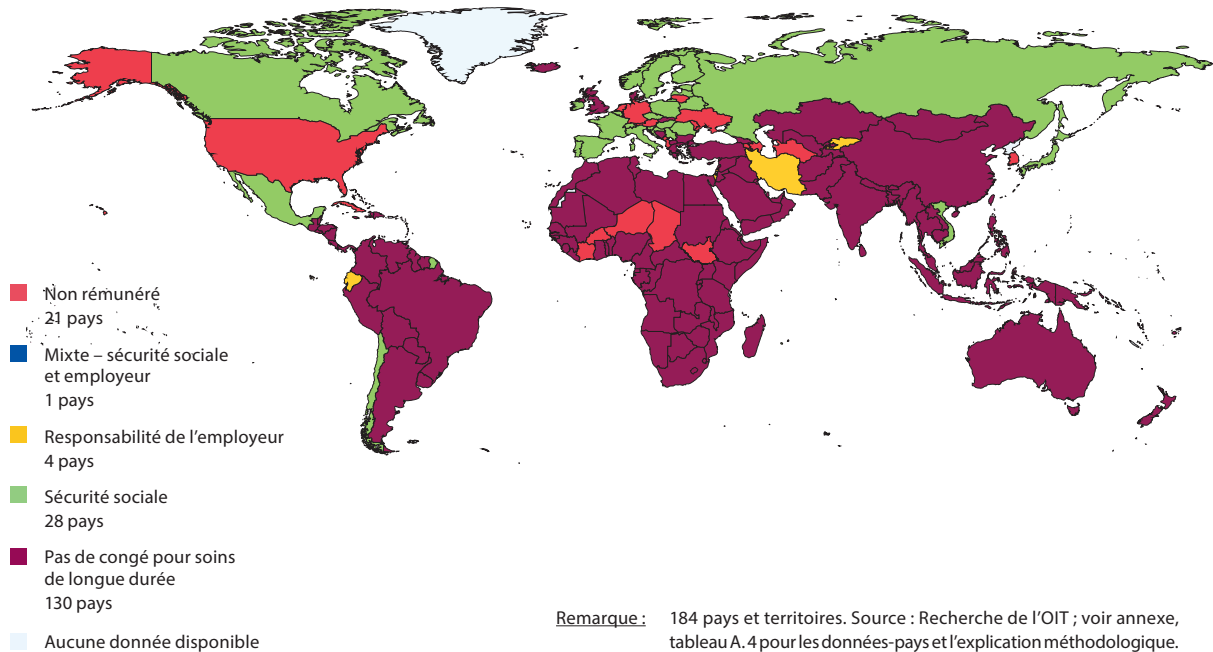 Non rémunéré
21 pays
Mixte – sécurité sociale
et employeur
1 pays
Responsabilité de l'employeur
4 pays
Sécurité sociale
28 pays
Pas de congé pour soins
de longue durée
130 pays
Aucune donnée disponible
Remarque : 184 pays et territoires. Source : Recherche de l'OIT ; voir annexe,
tableau A. 4 pour les données-pays et l'explication méthodologique.